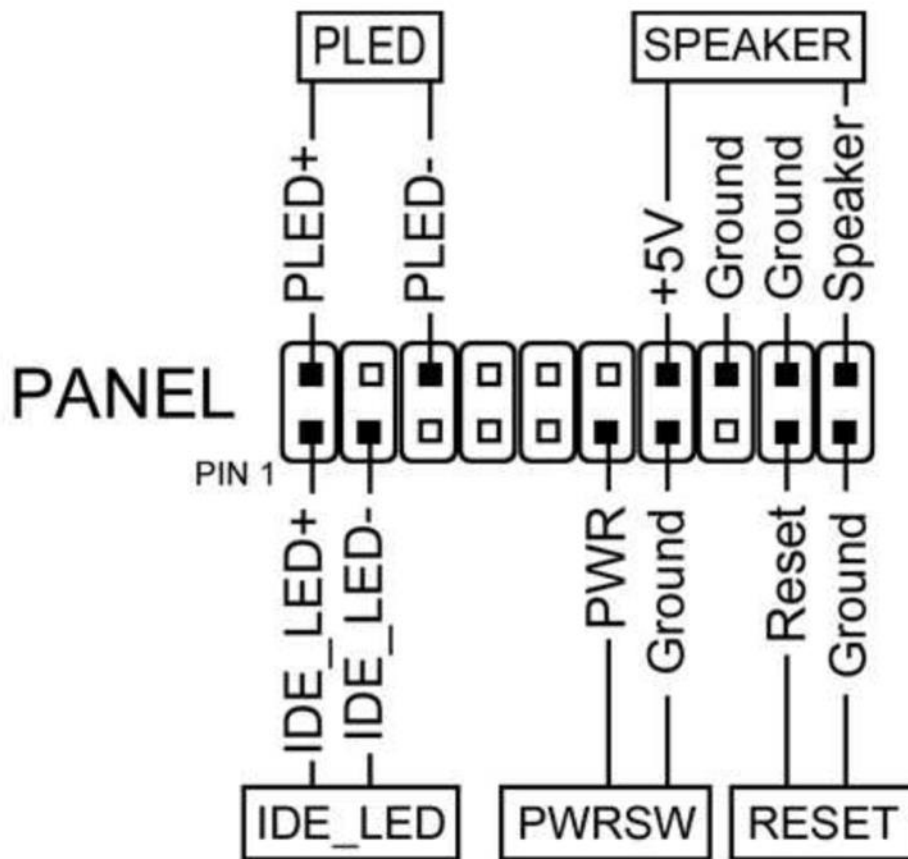 PLED SPEAKER
PLED+ PLED- +5V Ground Ground Speaker
PANEL
PIN 1
IDE_LED+ IDE_LED- PWR Ground Reset Ground
IDE_LED PWRSW RESET